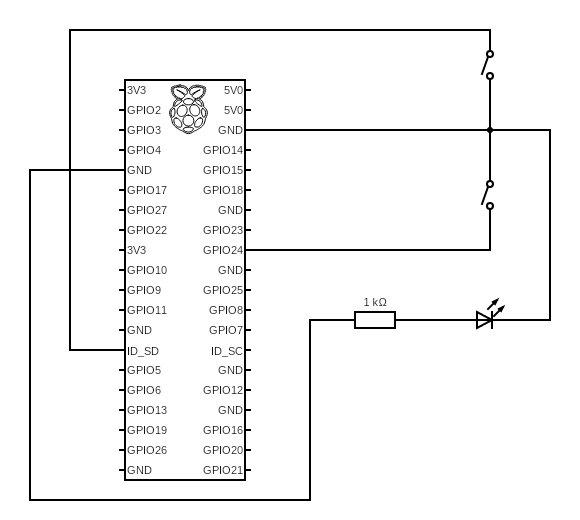 3V3 5V0
GPIO2 5V0
GPIO3 GND
GPIO4 GPIO14
GND GPIO15
GPIO17 GPIO18
GPIO27 GND
GPIO22 GPIO23
3V3 GPIO24
GPIO10 GND
GPIO9 GPIO25
GPIO11 GPIO8
GND GPIO7
ID_SD ID_SC
GPIO5 GND
GPIO6 GPIO12
GPIO13 GND
GPIO19 GPIO16
GPIO26 GPIO20
GND GPIO21
1 kΩ